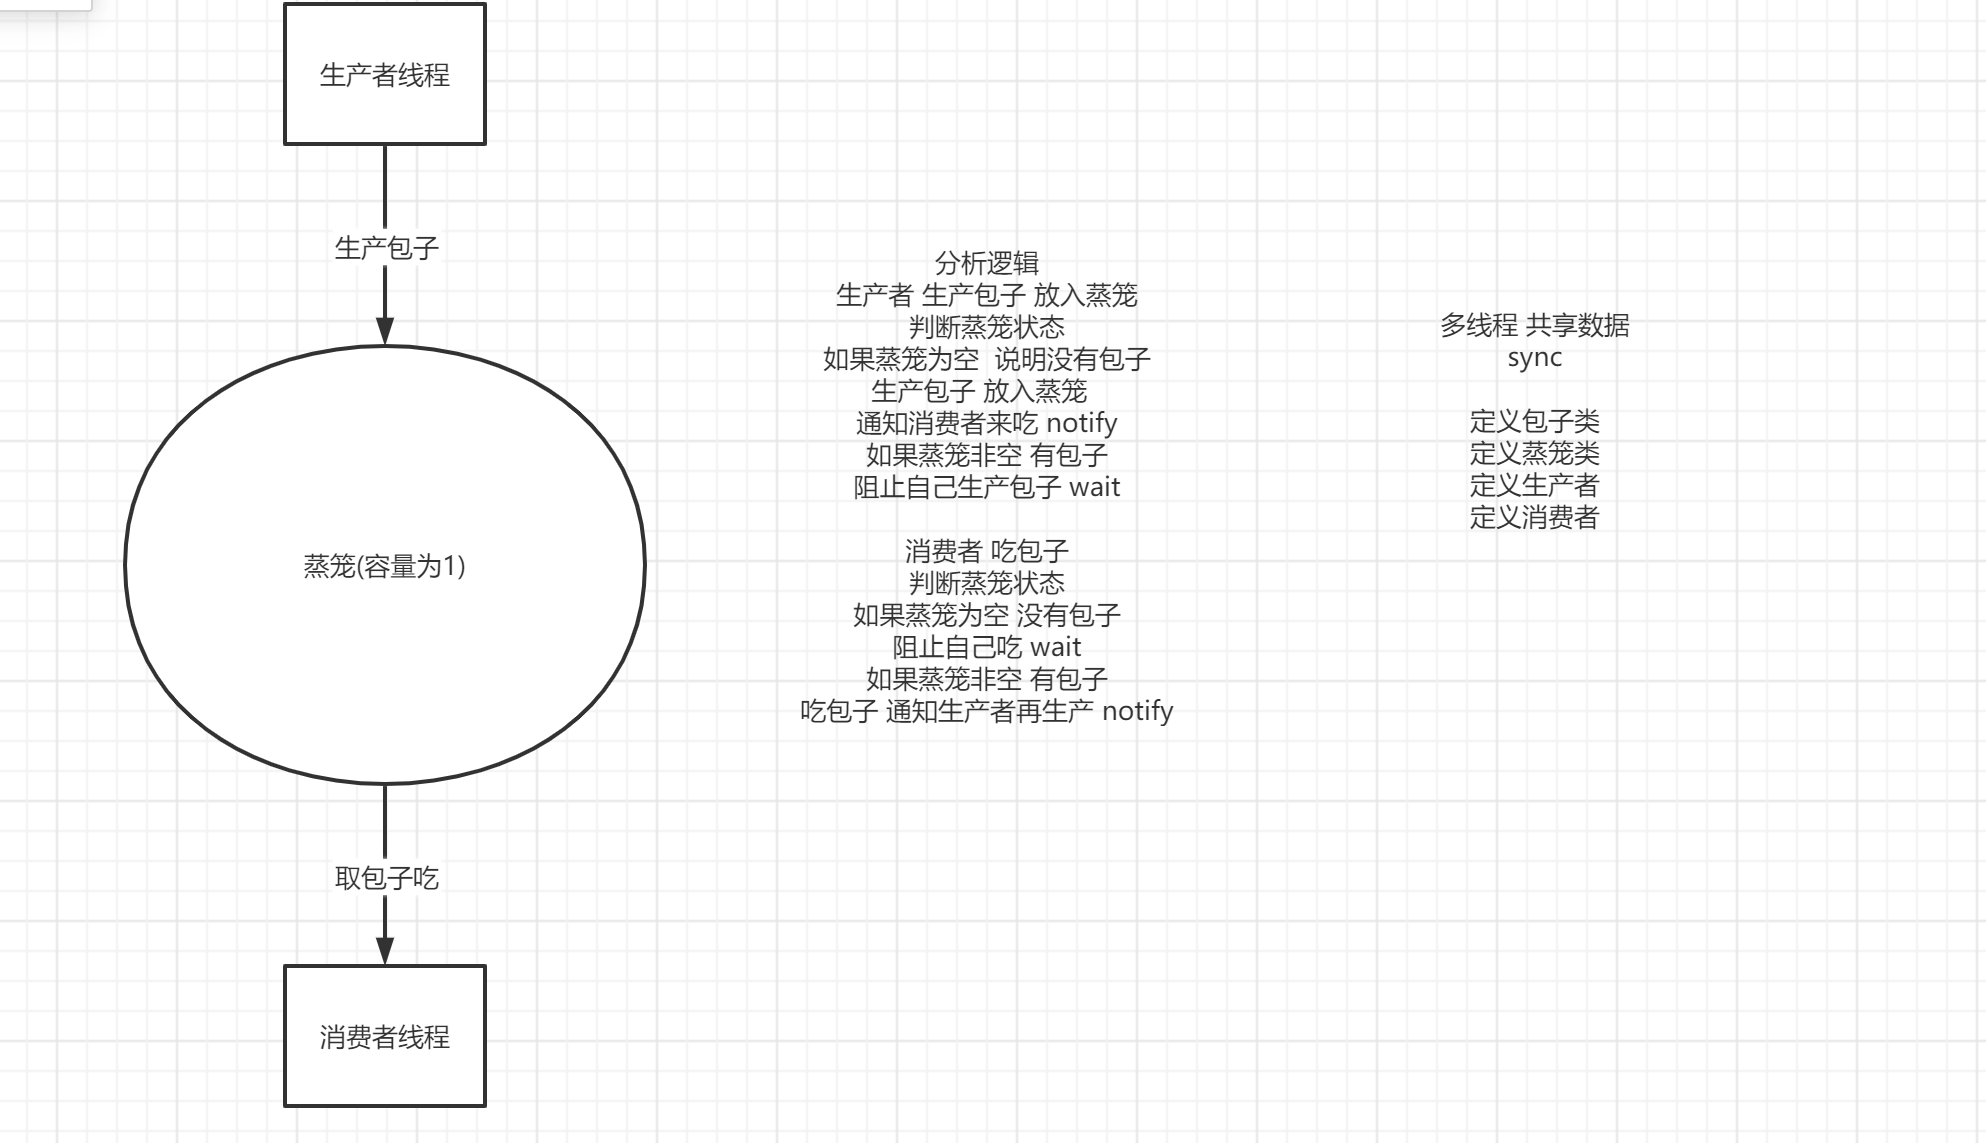 生产者线程
生产包子
蒸笼(容量为1)
取包子吃
消费者线程
分析逻辑
生产者 生产包子 放入蒸笼
判断蒸笼状态
如果蒸笼为空  说明没有包子
生产包子 放入蒸笼
通知消费者来吃 notify
如果蒸笼非空 有包子
阻止自己生产包子 wait
消费者 吃包子
判断蒸笼状态
如果蒸笼为空 没有包子
阻止自己吃 wait
如果蒸笼非空 有包子
吃包子 通知生产者再生产 notify
多线程 共享数据
sync
定义包子类
定义蒸笼类
定义生产者
定义消费者